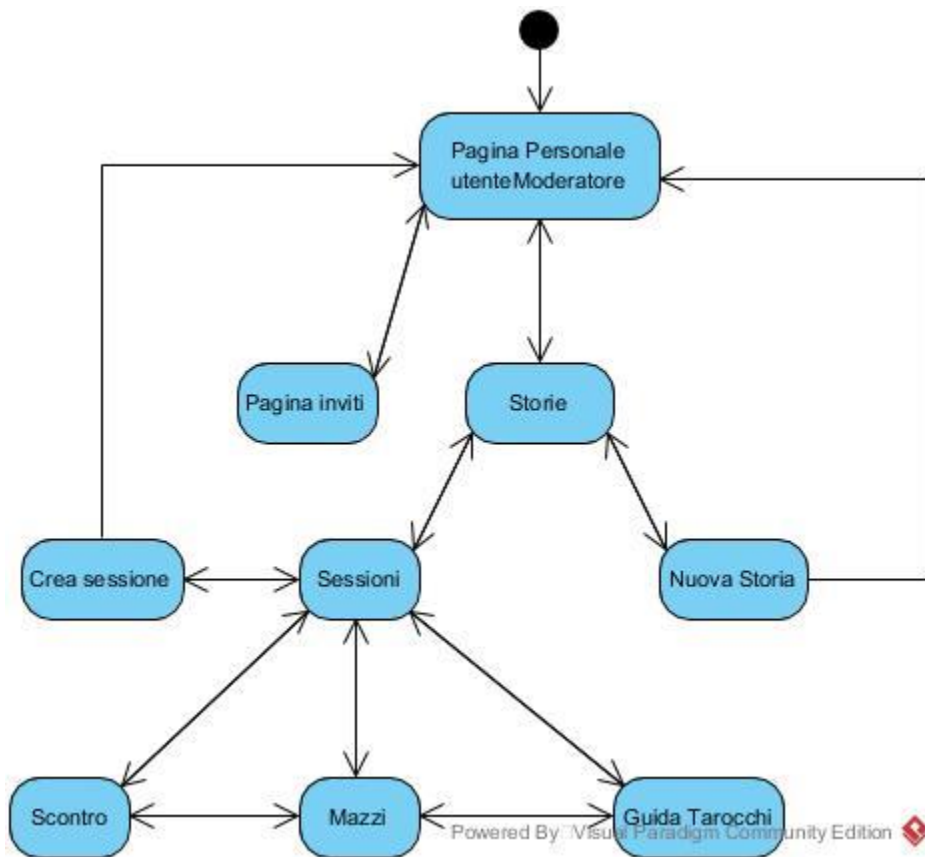 Pagina Personale
utenteModeratore
Pagina inviti
Storie
Crea sessione
Sessioni
Nuova Storia
Scontro
Mazzi
Guida Tarocchi
Powered By Visual Paradigm Community Edition